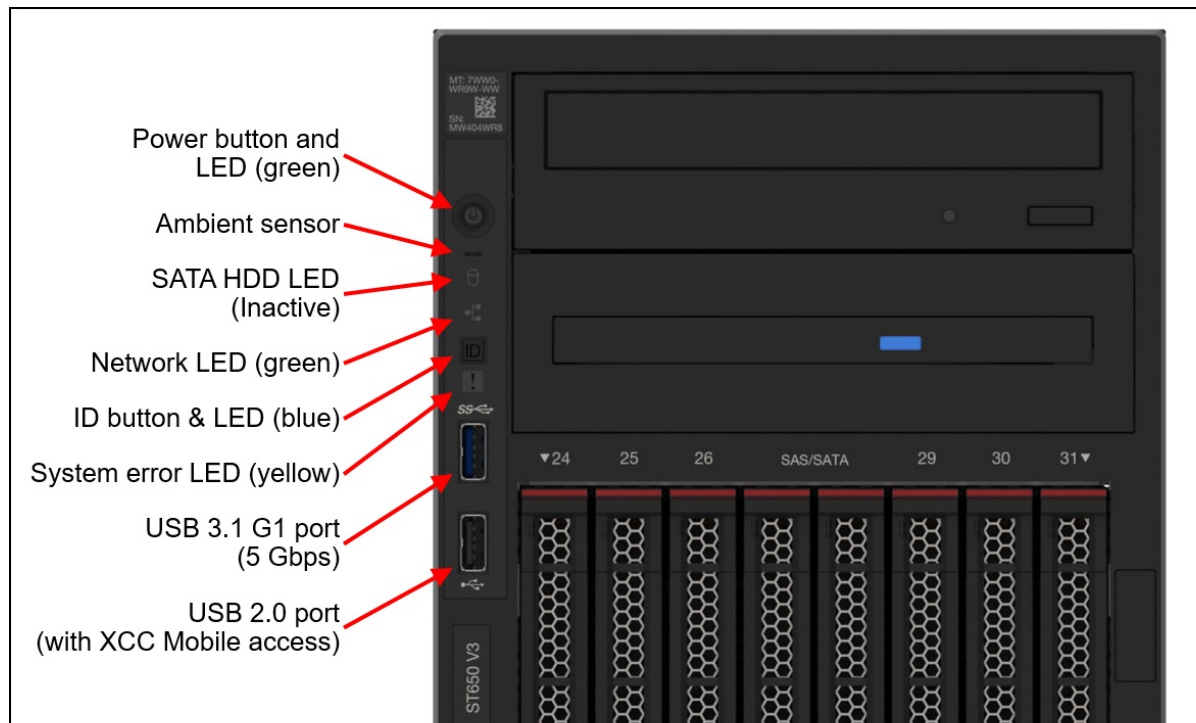 MT: 7WW0-
WR9W-WW
SN:
MW404WR8
Power button and
LED (green)
Ambient sensor
SATA HDD LED
(Inactive)
Network LED (green)
ID button & LED (blue)
System error LED (yellow)
USB 3.1 G1 port
(5 Gbps)
USB 2.0 port
(with XCC Mobile access)
ID
!
SS
▼24 25 26 SAS/SATA 29 30 31▼
ST650 V3